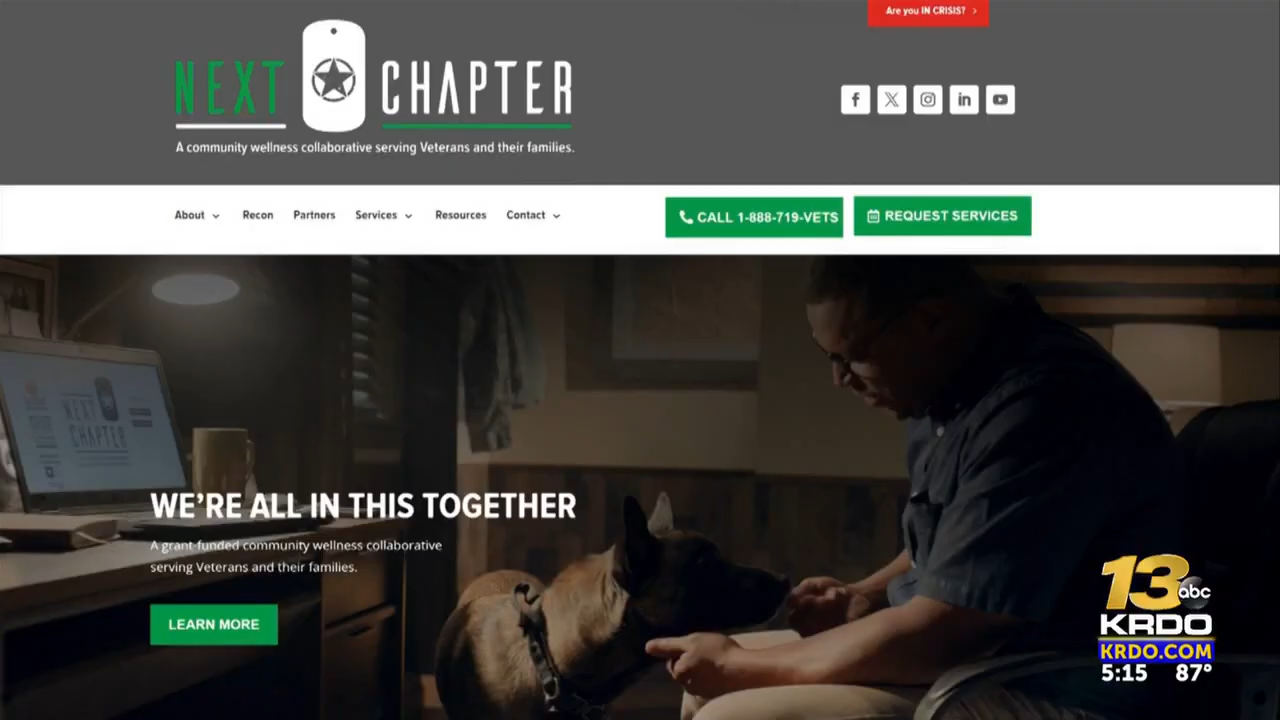 Are you IN CRISIS?
NEXT CHAPTER
A community wellness collaborative serving Veterans and their families.
About Recon Partners Services Resources Contact
CALL 1-888-719-VETS
REQUEST SERVICES
NEXT
CHAPTER
WE'RE ALL IN THIS TOGETHER
A grant-funded community wellness collaborative
serving Veterans and their families.
LEARN MORE
13 abc
KRDO
KRDO.COM
5:15 87°